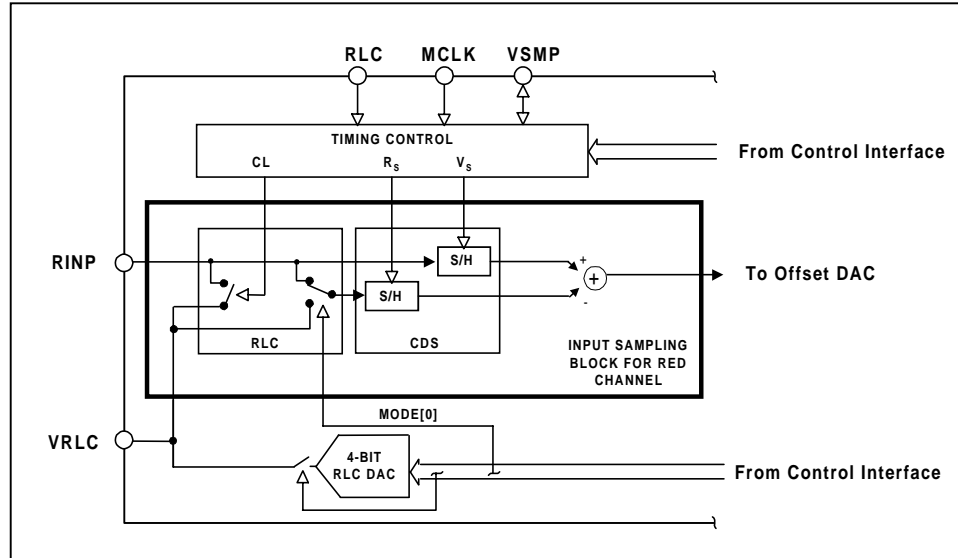 RLC MCLK VSMP
TIMING CONTROL
CL RS VS
From Control Interface
RINP
S/H
S/H
+
+
-
To Offset DAC
RLC
CDS
INPUT SAMPLING
BLOCK FOR RED
CHANNEL
MODE[0]
VRLC
4-BIT
RLC DAC
From Control Interface